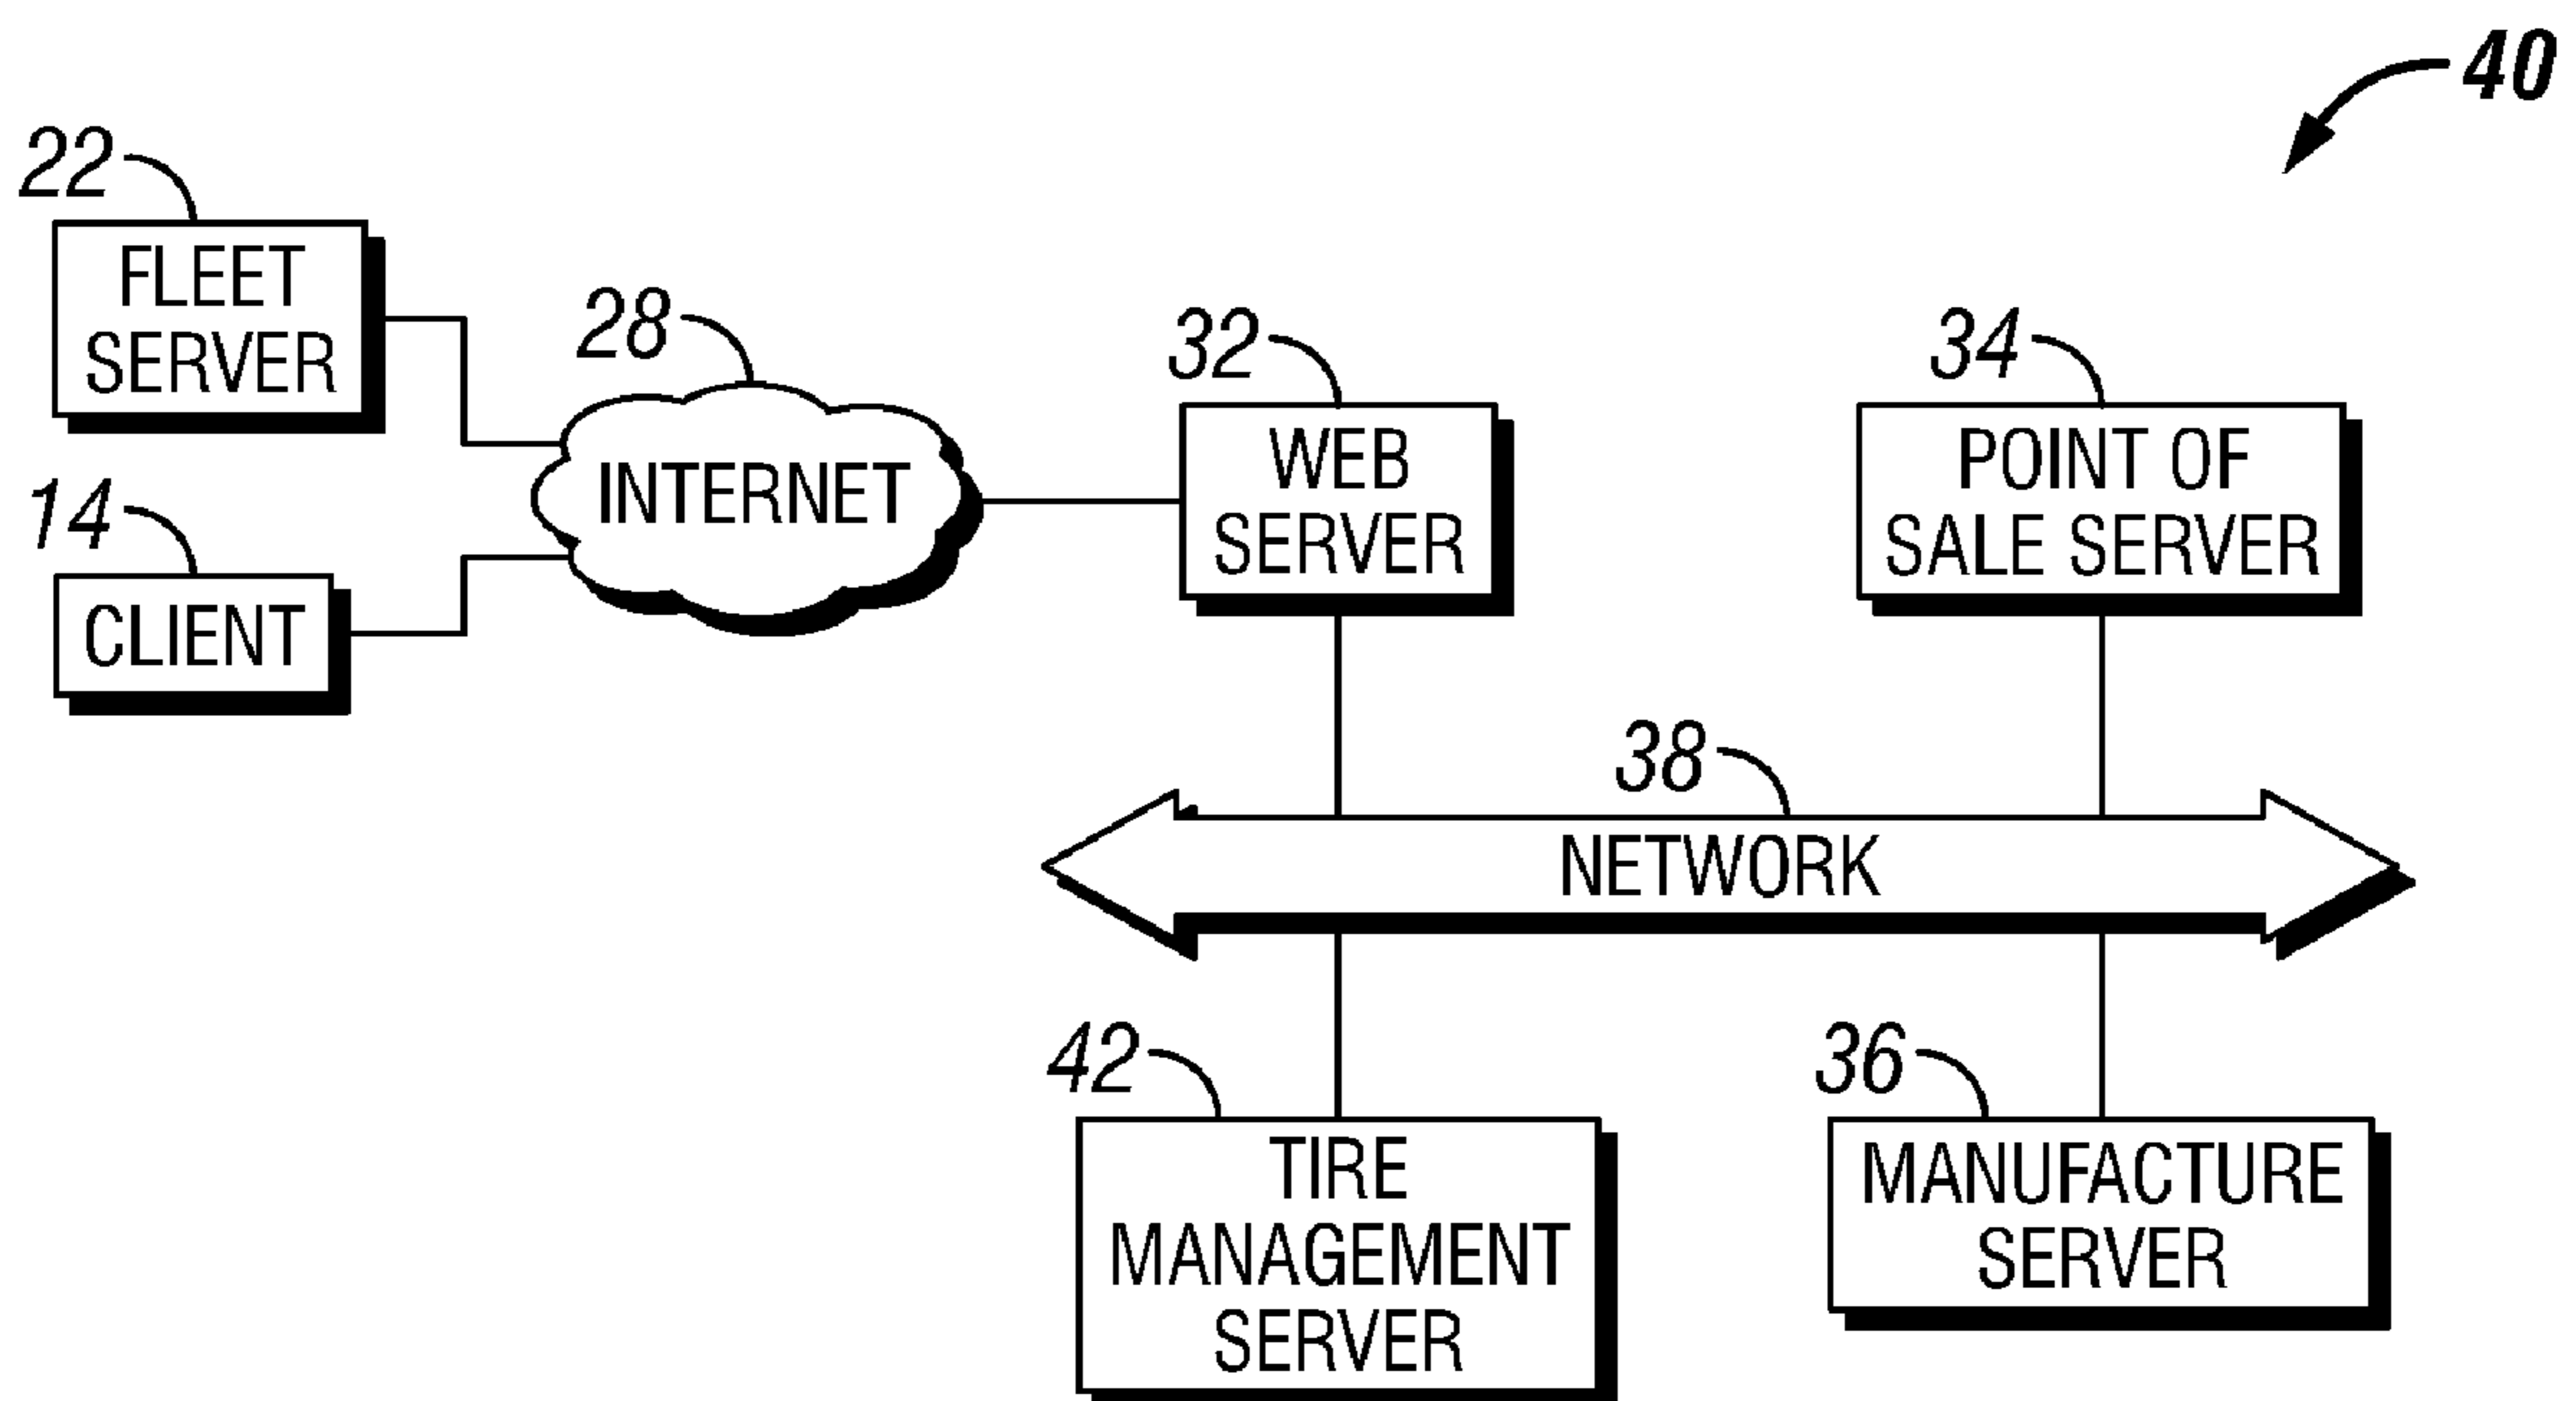 40
22
FLEET
SERVER
28
INTERNET
14
CLIENT
32
WEB
SERVER
34
POINT OF
SALE SERVER
38
NETWORK
42
TIRE
MANAGEMENT
SERVER
36
MANUFACTURE
SERVER